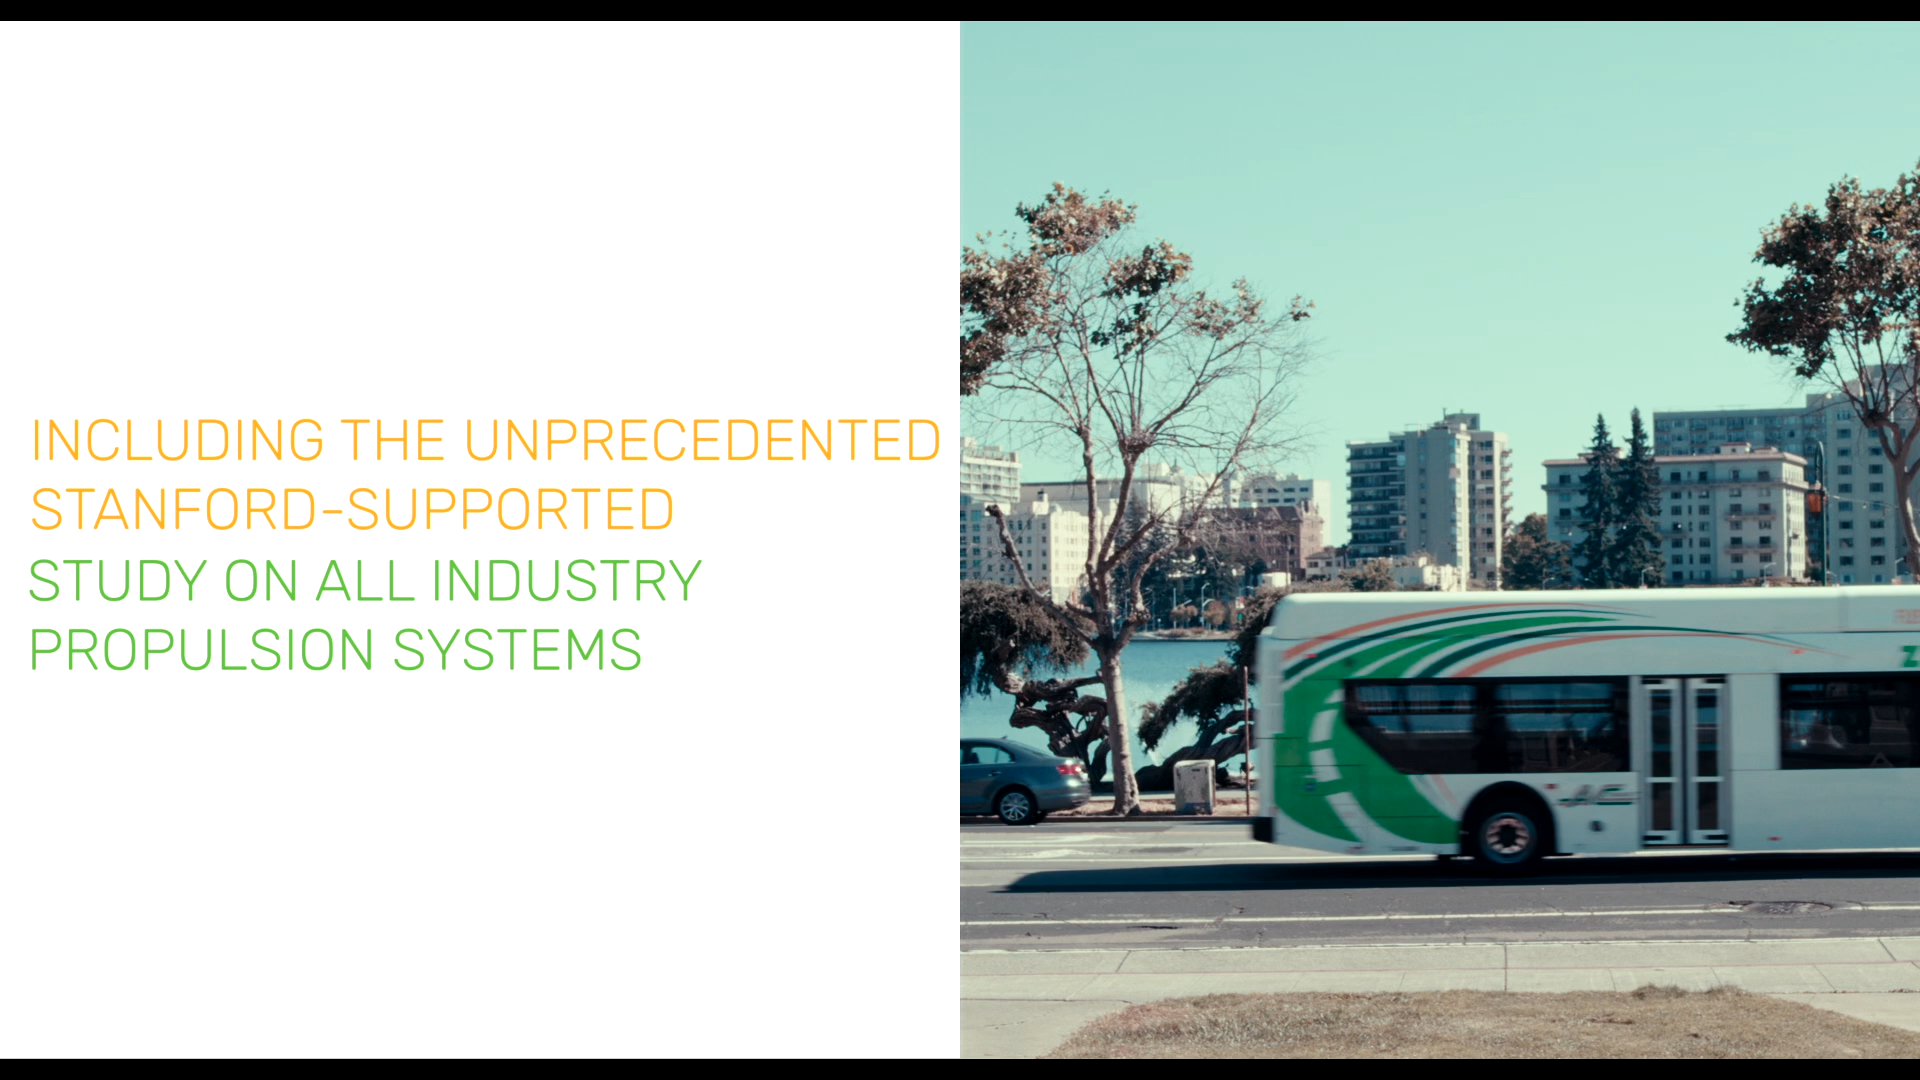 INCLUDING THE UNPRECEDENTED
STANFORD-SUPPORTED
STUDY ON ALL INDUSTRY
PROPULSION SYSTEMS